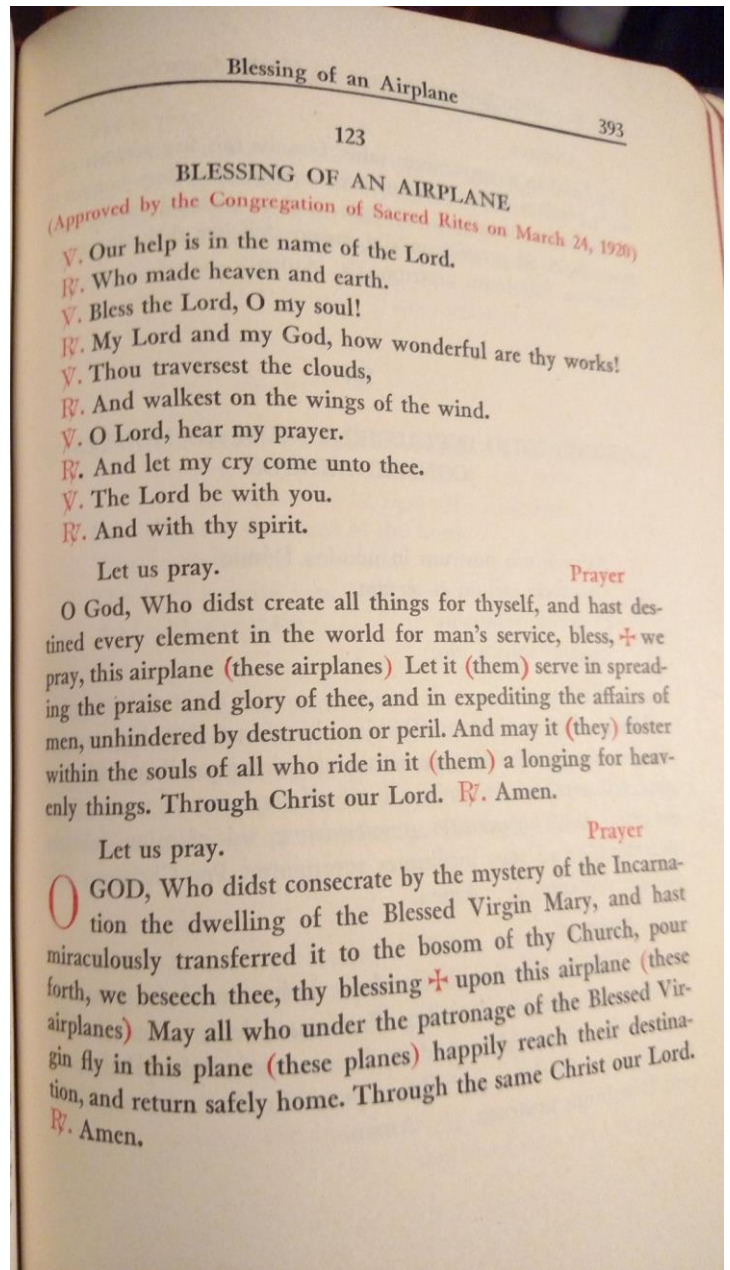 Blessing of an Airplane
393
123
BLESSING OF AN AIRPLANE
(Approved by the Congregation of Sacred Rites on March 24, 1920)
℣. Our help is in the name of the Lord.
℟. Who made heaven and earth.
℣. Bless the Lord, O my soul!
℟. My Lord and my God, how wonderful are thy works!
℣. Thou traversest the clouds,
℟. And walkest on the wings of the wind.
℣. O Lord, hear my prayer.
℟. And let my cry come unto thee.
℣. The Lord be with you.
℟. And with thy spirit.
Let us pray. Prayer
O God, Who didst create all things for thyself, and hast des-
tined every element in the world for man's service, bless, ✠ we
pray, this airplane (these airplanes) Let it (them) serve in spread-
ing the praise and glory of thee, and in expediting the affairs of
men, unhindered by destruction or peril. And may it (they) foster
within the souls of all who ride in it (them) a longing for heav-
enly things. Through Christ our Lord. ℟. Amen.
Let us pray. Prayer
O GOD, Who didst consecrate by the mystery of the Incarna-
tion the dwelling of the Blessed Virgin Mary, and hast
miraculously transferred it to the bosom of thy Church, pour
forth, we beseech thee, thy blessing ✠ upon this airplane (these
airplanes) May all who under the patronage of the Blessed Vir-
gin fly in this plane (these planes) happily reach their destina-
tion, and return safely home. Through the same Christ our Lord.
℟. Amen.